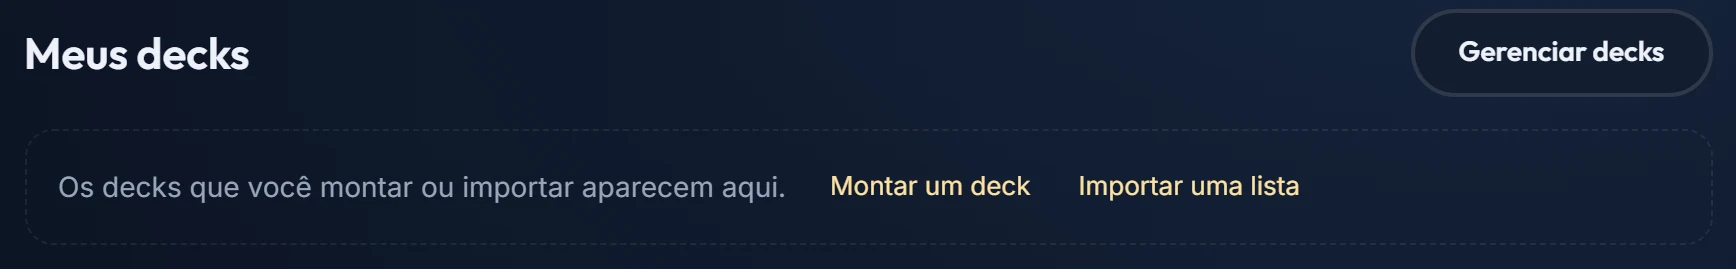 Meus decks
Gerenciar decks
Os decks que você montar ou importar aparecem aqui. Montar um deck Importar uma lista